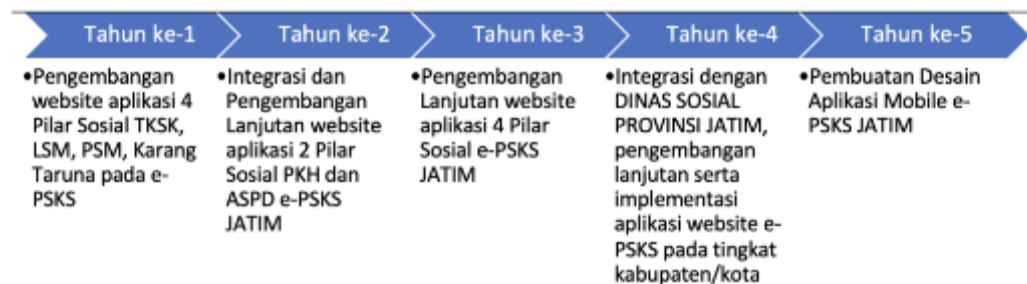 Tahun ke-1
Tahun ke-2
Tahun ke-3
Tahun ke-4
Tahun ke-5
•Pengembangan
website aplikasi 4
Pilar Sosial TKSK,
LSM, PSM, Karang
Taruna pada e-
PSKS
•Integrasi dan
Pengembangan
Lanjutan website
aplikasi 2 Pilar
Sosial PKH dan
ASPD e-PSKS
JATIM
•Pengembangan
Lanjutan website
aplikasi 4 Pilar
Sosial e-PSKS
JATIM
•Integrasi dengan
DINAS SOSIAL
PROVINSI JATIM,
pengembangan
lanjutan serta
implementasi
aplikasi website e-
PSKS pada tingkat
kabupaten/kota
•Pembuatan Desain
Aplikasi Mobile e-
PSKS JATIM